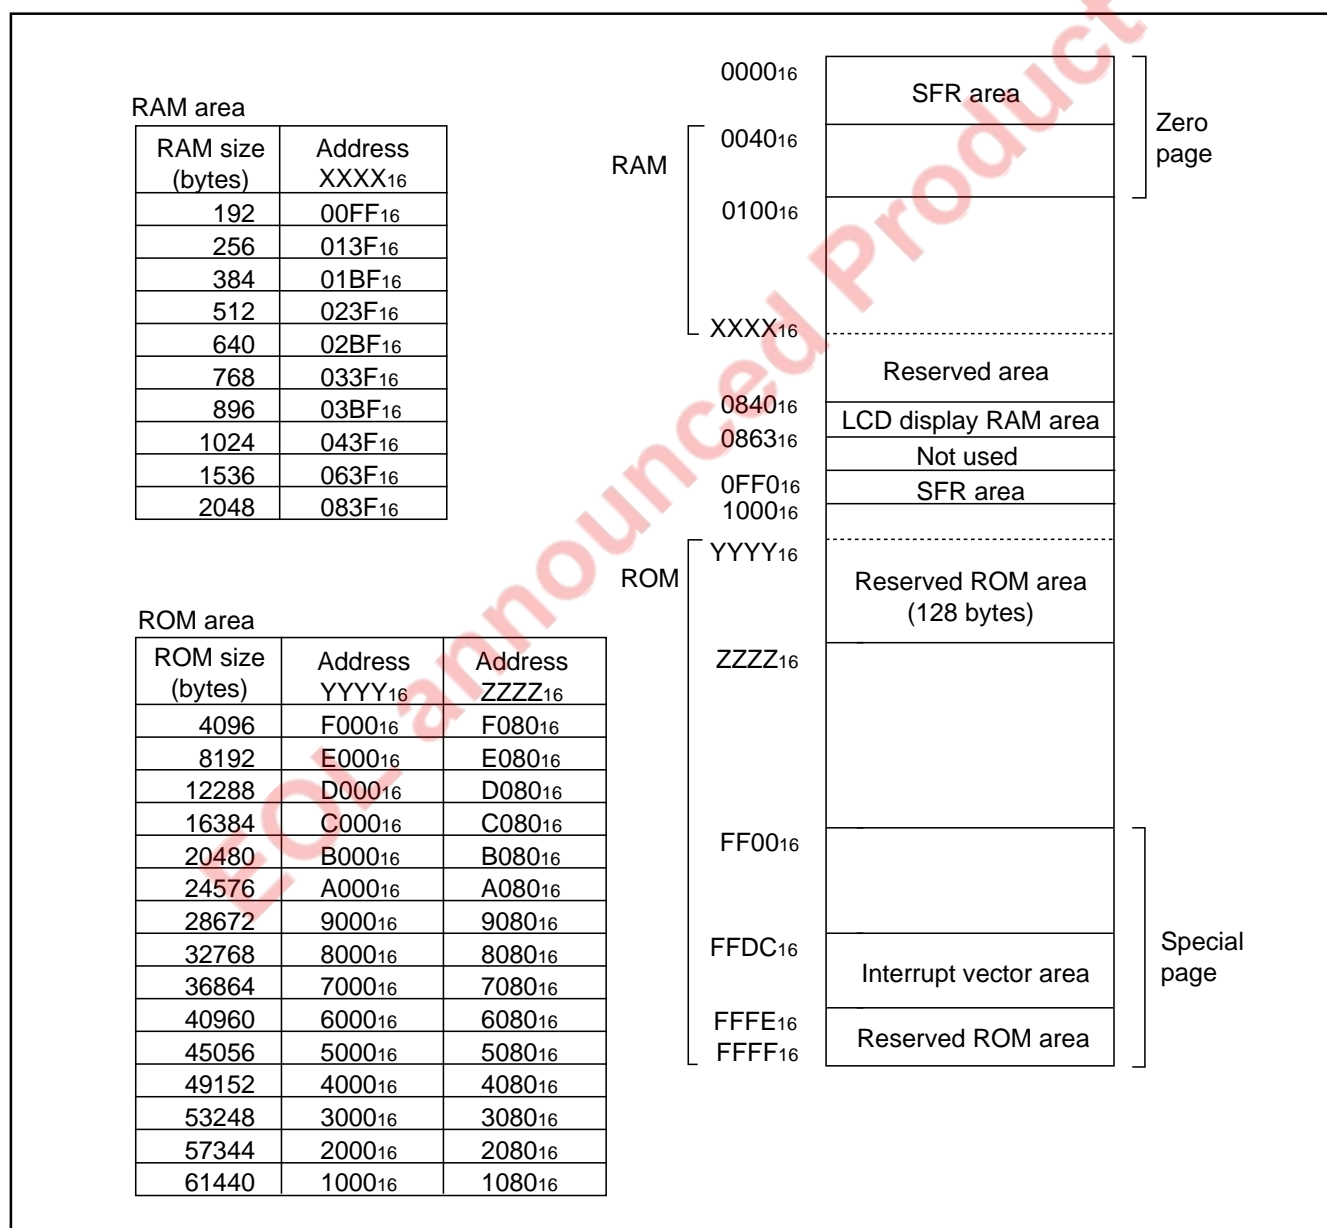 RAM area
RAM size (bytes) Address XXXX16
192 00FF16
256 013F16
384 01BF16
512 023F16
640 02BF16
768 033F16
896 03BF16
1024 043F16
1536 063F16
2048 083F16
ROM area
ROM size (bytes) Address YYYY16 Address ZZZZ16
4096 F00016 F08016
8192 E00016 E08016
12288 D00016 D08016
16384 C00016 C08016
20480 B00016 B08016
24576 A00016 A08016
28672 900016 908016
32768 800016 808016
36864 700016 708016
40960 600016 608016
45056 500016 508016
49152 400016 408016
53248 300016 308016
57344 200016 208016
61440 100016 108016
000016
SFR area
Zero page
RAM
004016
010016
XXXX16
Reserved area
084016
LCD display RAM area
086316
Not used
0FF016
SFR area
100016
ROM
YYYY16
Reserved ROM area
(128 bytes)
ZZZZ16
FF0016
FFDC16
Interrupt vector area
Special page
FFFE16
Reserved ROM area
FFFF16
EOL announced Product